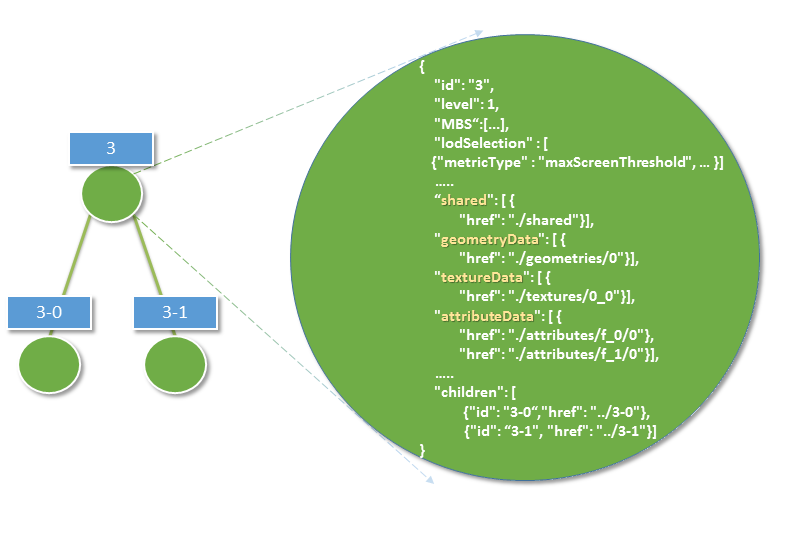 3
3-0
3-1
{
"id": "3",
"level": 1,
"MBS“:[...],
"lodSelection" : [
{"metricType" : "maxScreenThreshold", ... }]
.....
“shared": [ {
"href": "./shared"}],
"geometryData": [ {
"href": "./geometries/0"}],
"textureData": [ {
"href": "./textures/0_0"}],
"attributeData": [ {
"href": "./attributes/f_0/0"},
"href": "./attributes/f_1/0"}],
.....
"children": [
{"id": "3-0“,"href": "../3-0"},
{"id": “3-1", "href": "../3-1"}]
}